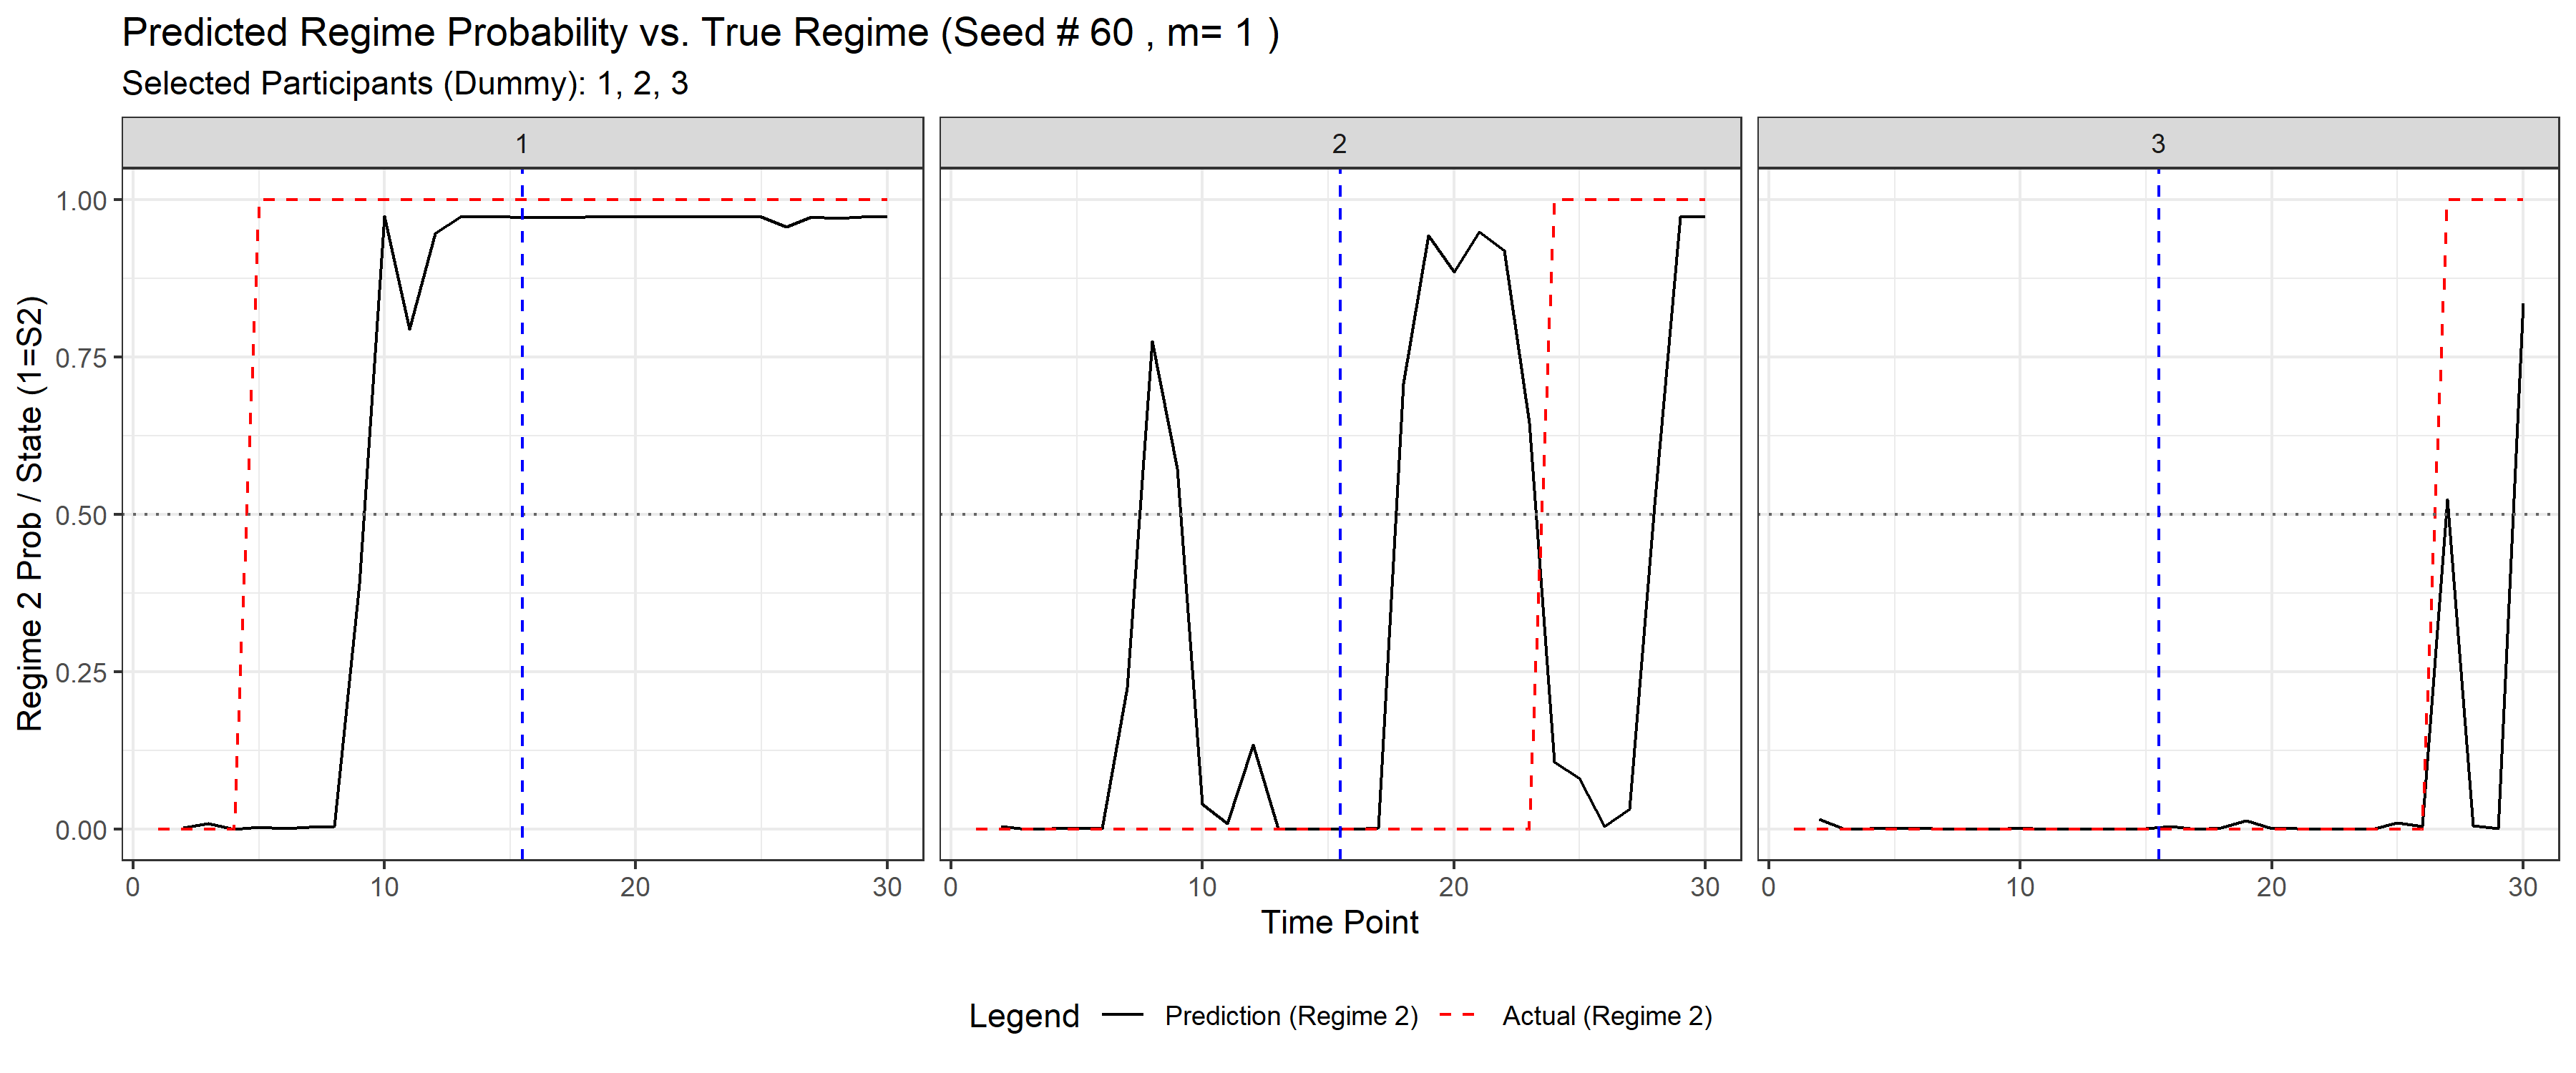 Predicted Regime Probability vs. True Regime (Seed # 60 , m= 1 )
Selected Participants (Dummy): 1, 2, 3
1
2
3
Regime 2 Prob / State (1=S2)
1.00
0.75
0.50
0.25
0.00
0 10 20 30
0 10 20 30
0 10 20 30
Time Point
Legend Prediction (Regime 2) Actual (Regime 2)